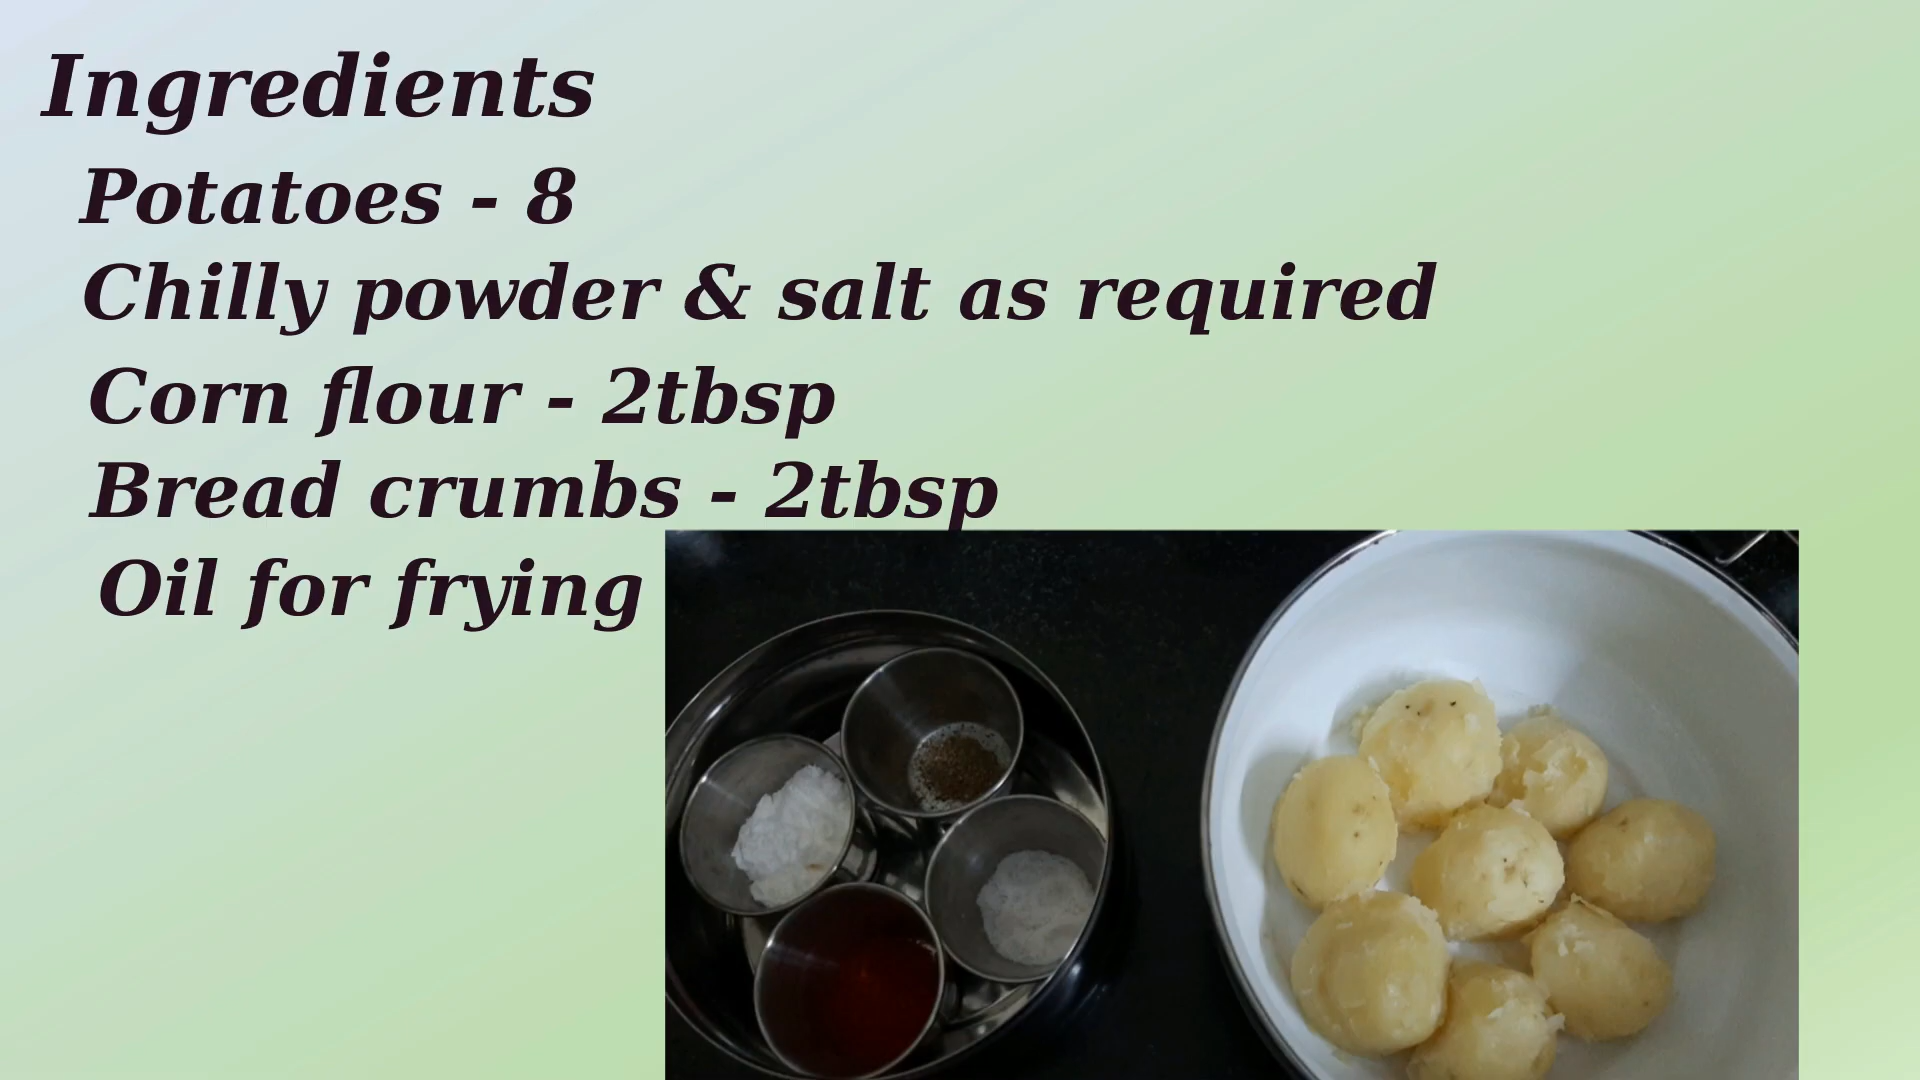 Ingredients
Potatoes - 8
Chilly powder & salt as required
Corn flour - 2tbsp
Bread crumbs - 2tbsp
Oil for frying